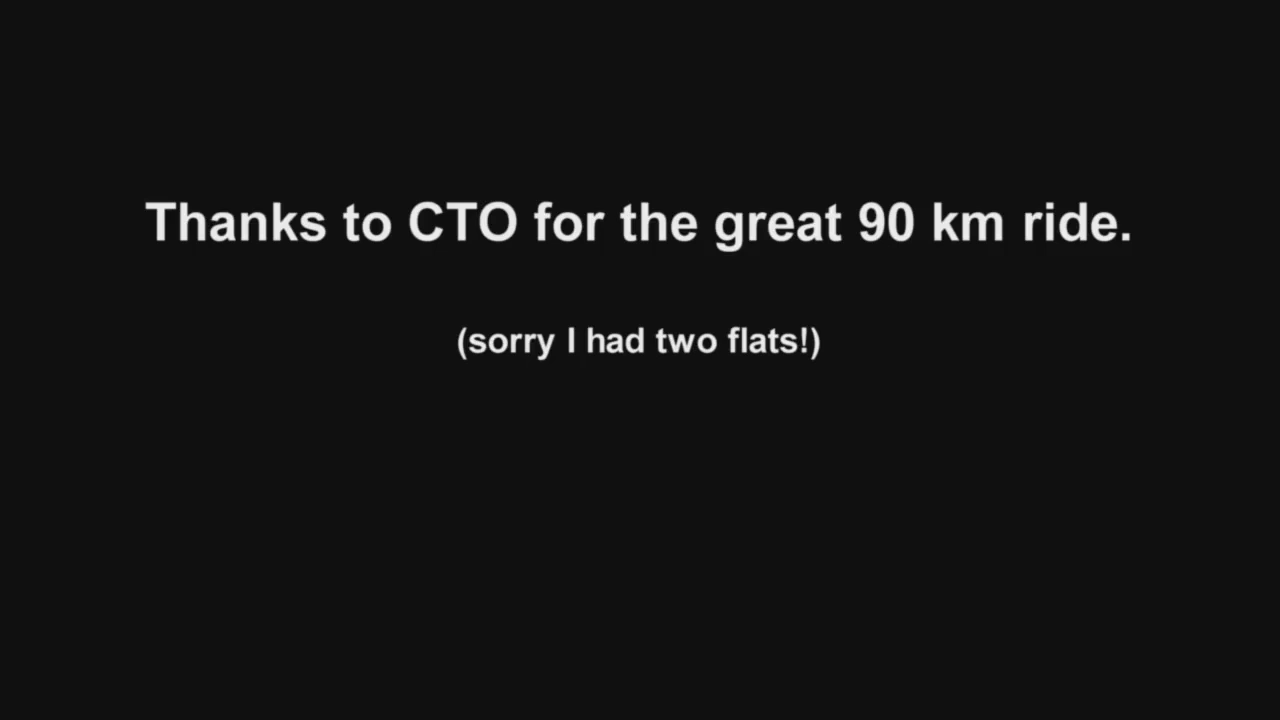 Thanks to CTO for the great 90 km ride.
(sorry I had two flats!)